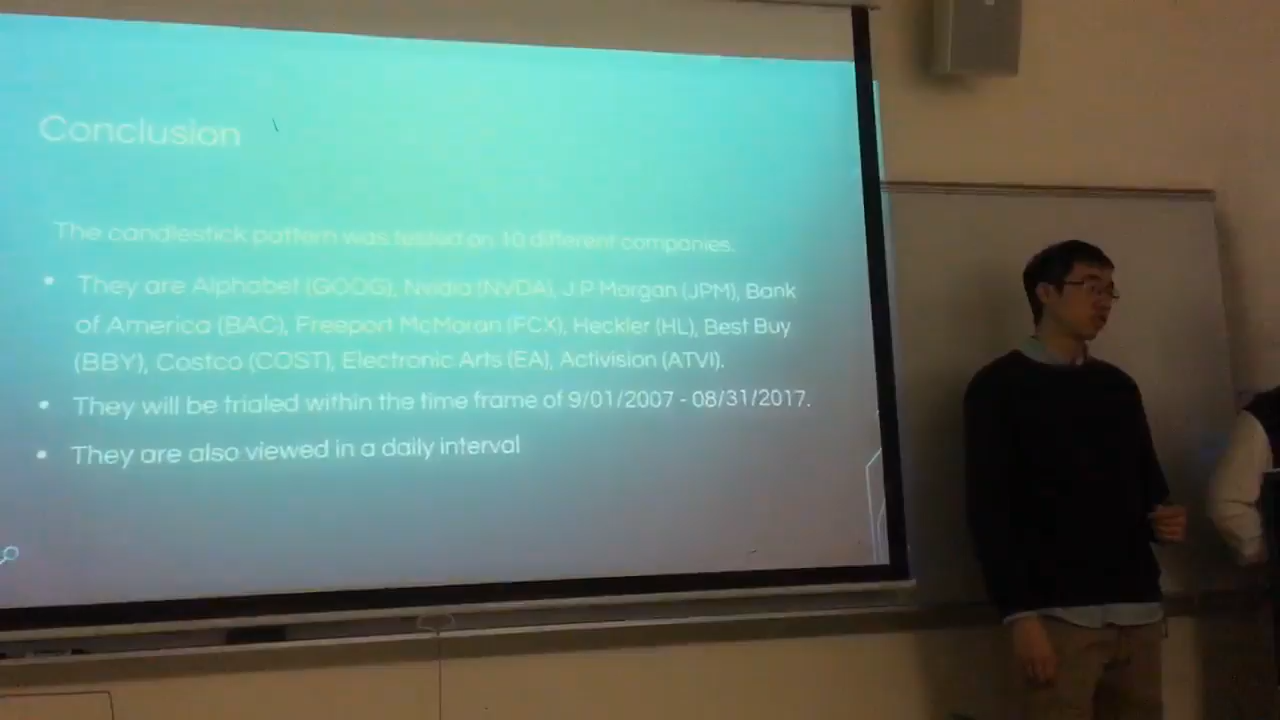 Conclusion
The candlestick pattern was tested on 10 different companies.
• They are Alphabet (GOOG), Nvidia (NVDA), J.P Morgan (JPM), Bank
of America (BAC), Freeport McMoran (FCX), Heckler (HL), Best Buy
(BBY), Costco (COST), Electronic Arts (EA), Activision (ATVI).
• They will be trialed within the time frame of 9/01/2007 - 08/31/2017.
• They are also viewed in a daily interval